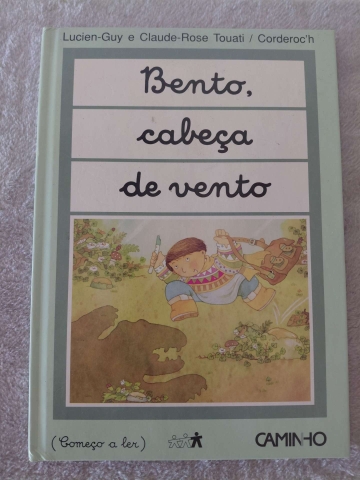 Lucien-Guy e Claude-Rose Touati / Corderoc'h
Bento,
cabeça
de vento
(Começo a ler)
CAMINHO